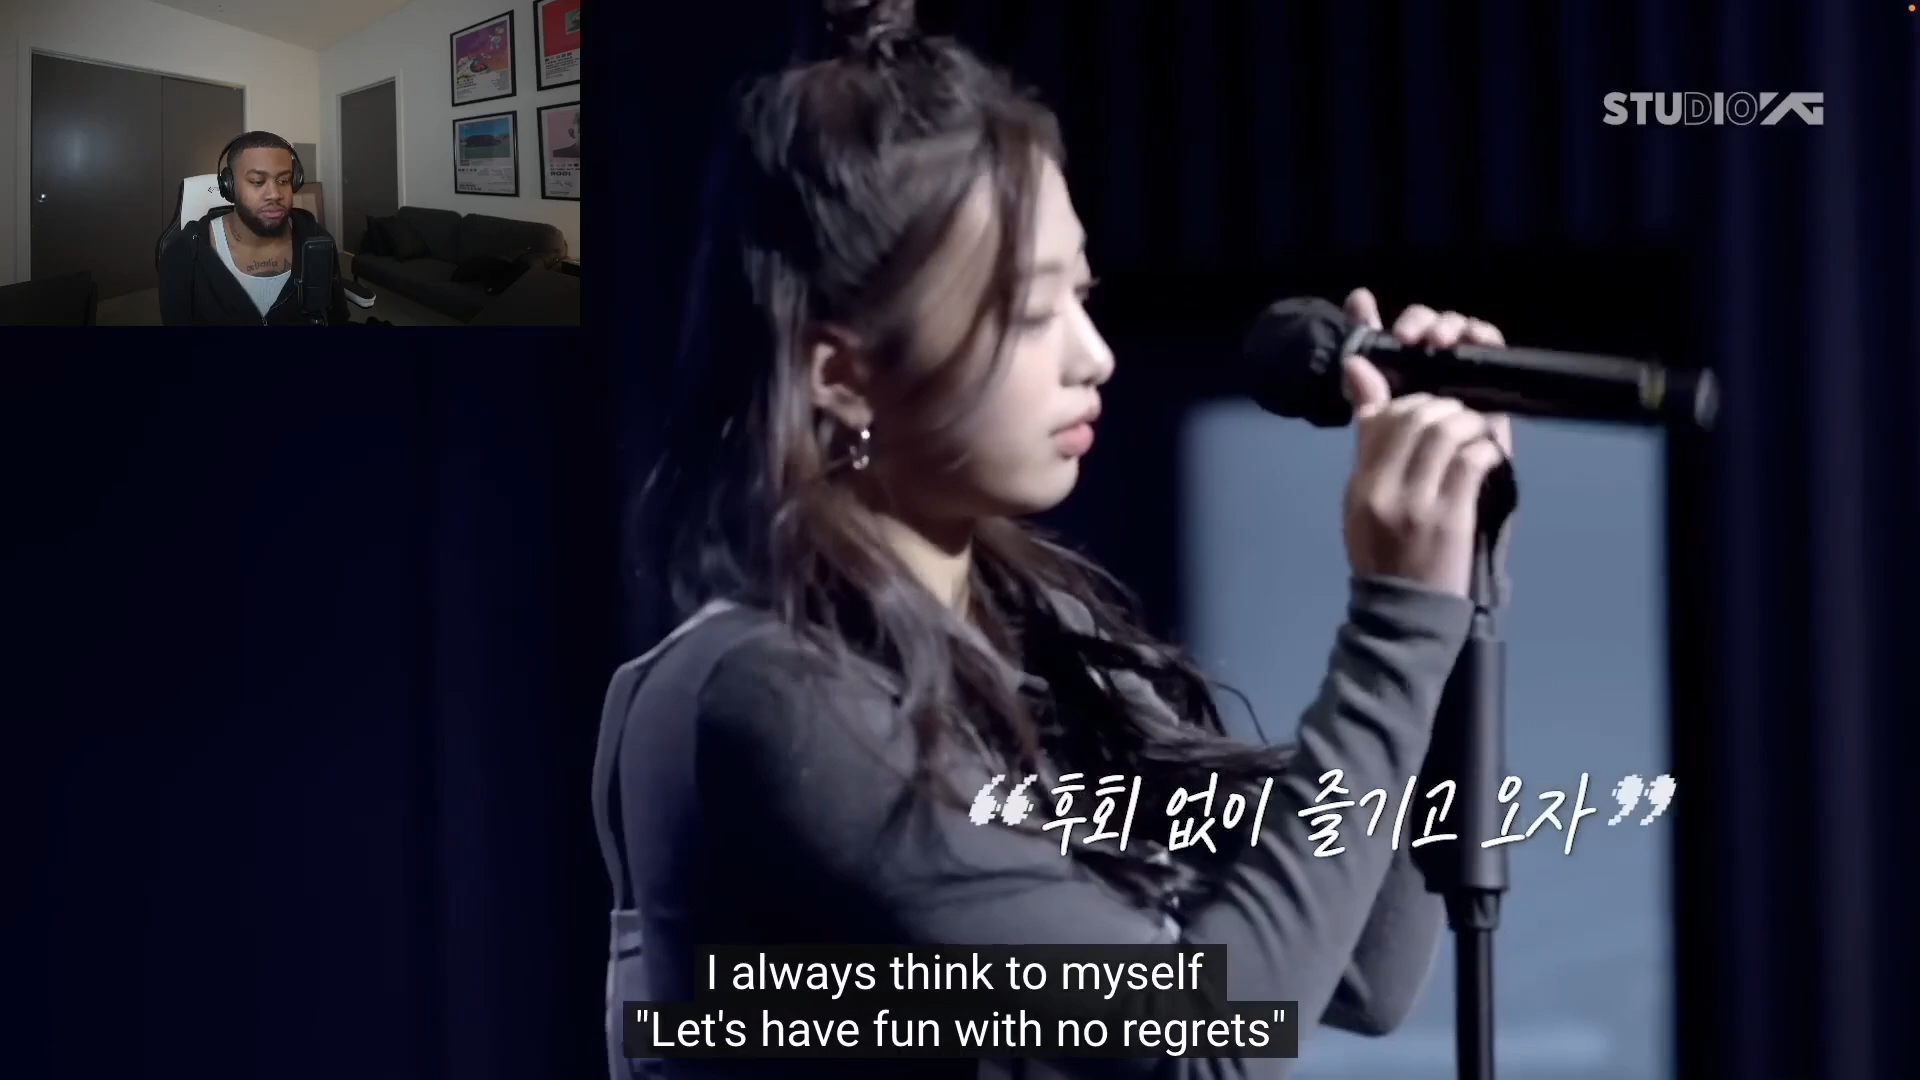 STUDIO YG
“후회 없이 즐기고 오자”
I always think to myself
"Let's have fun with no regrets"